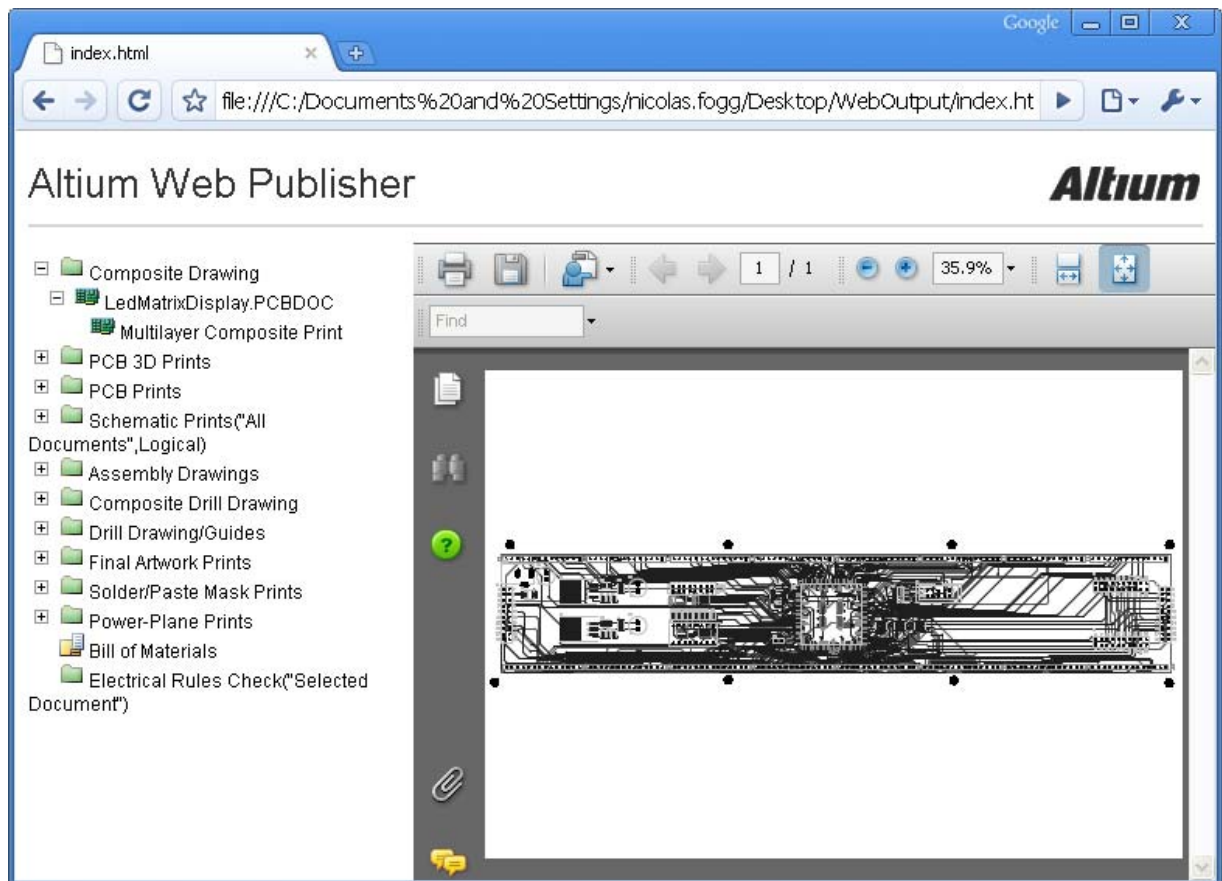 Google
index.html
file:///C:/Documents%20and%20Settings/nicolas.fogg/Desktop/WebOutput/index.ht
Altium Web Publisher
Altium
Composite Drawing
LedMatrixDisplay.PCBDOC
Multilayer Composite Print
PCB 3D Prints
PCB Prints
Schematic Prints("All
Documents",Logical)
Assembly Drawings
Composite Drill Drawing
Drill Drawing/Guides
Final Artwork Prints
Solder/Paste Mask Prints
Power-Plane Prints
Bill of Materials
Electrical Rules Check("Selected
Document")
1 / 1
35.9%
Find